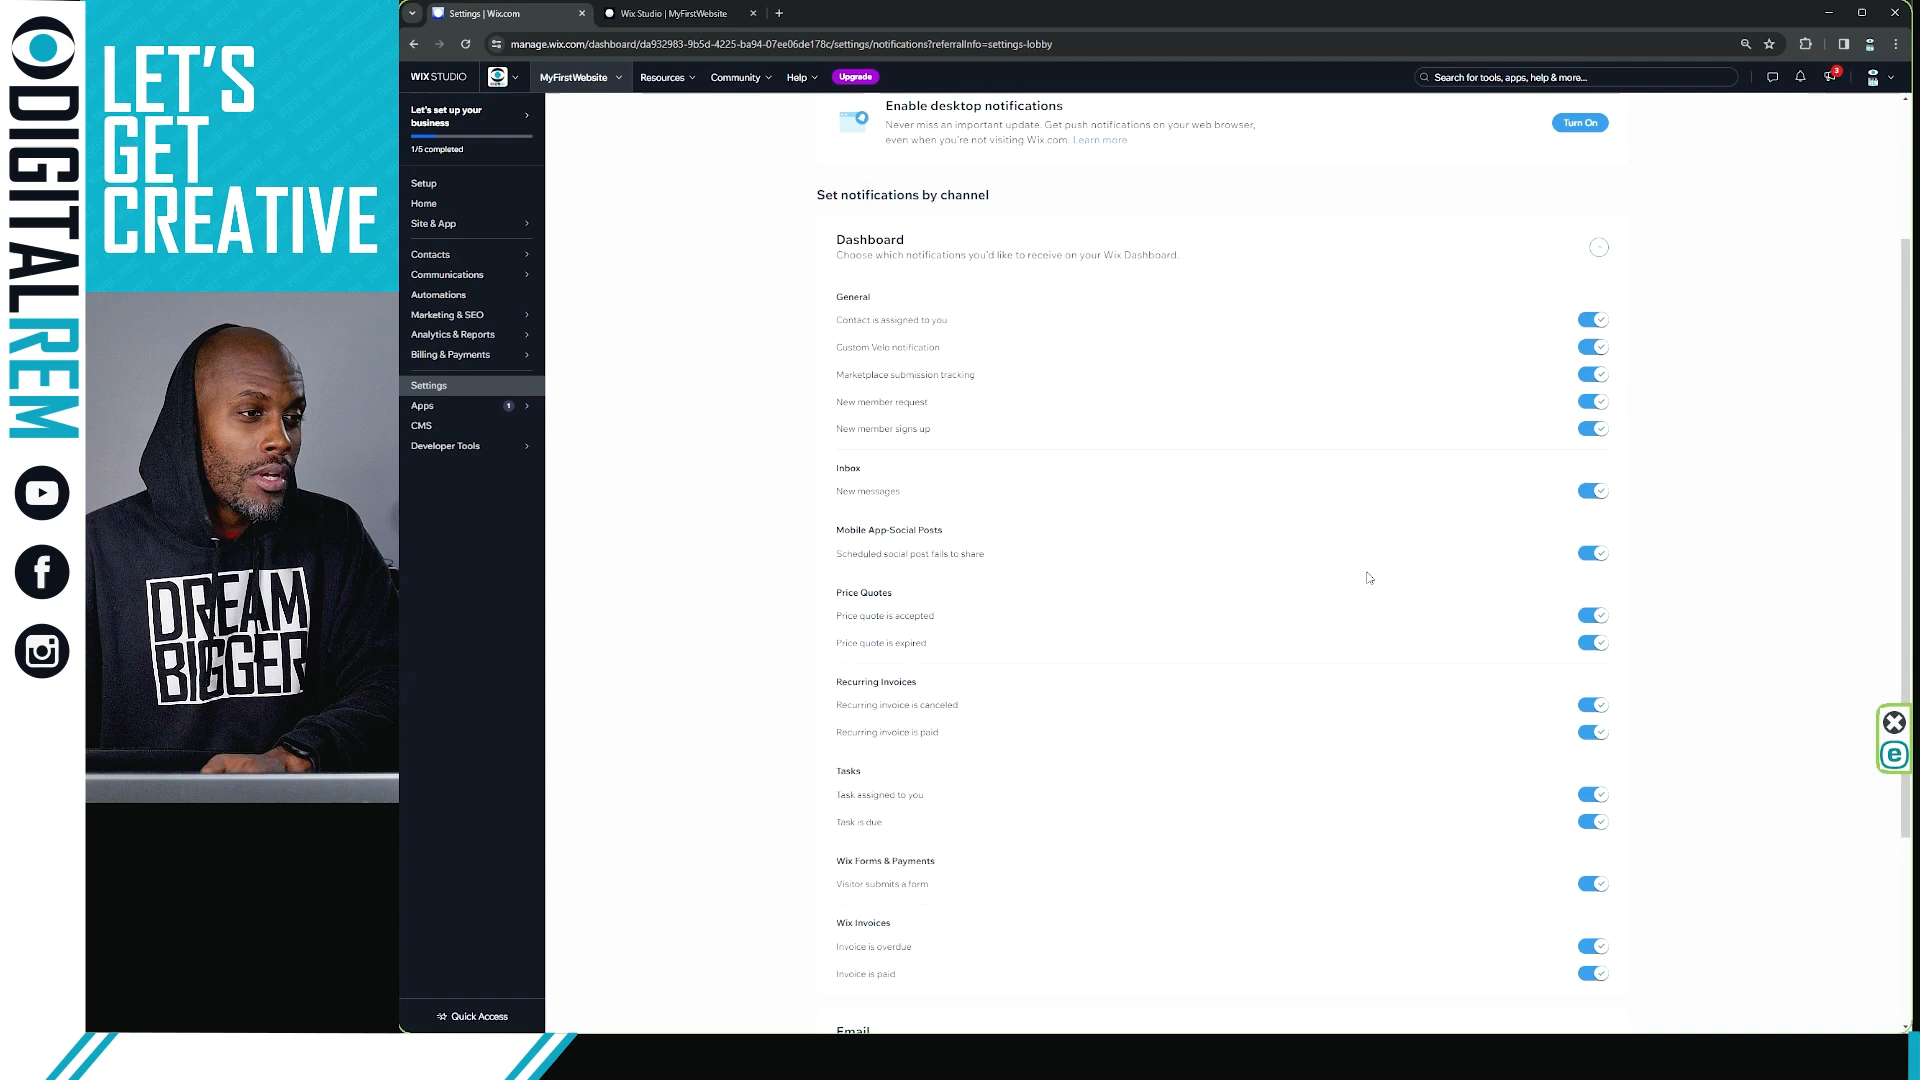 DIGITALREM
LET'S
GET
CREATIVE
DREAM
BIGGER
Settings | Wix.com
Wix Studio | MyFirstWebsite
manage.wix.com/dashboard/da932983-9b5d-4225-ba94-07ee06de178c/settings/notifications?referralInfo=settings-lobby
WIX STUDIO
MyFirstWebsite
Resources
Community
Help
Upgrade
Search for tools, apps, help & more...
3
Let's set up your
business
1/5 completed
Setup
Home
Site & App
Contacts
Communications
Automations
Marketing & SEO
Analytics & Reports
Billing & Payments
Settings
Apps 1
CMS
Developer Tools
Quick Access
Enable desktop notifications
Never miss an important update. Get push notifications on your web browser,
even when you're not visiting Wix.com. Learn more
Turn On
Set notifications by channel
Dashboard
Choose which notifications you'd like to receive on your Wix Dashboard.
General
Contact is assigned to you
Custom Velo notification
Marketplace submission tracking
New member request
New member signs up
Inbox
New messages
Mobile App-Social Posts
Scheduled social post fails to share
Price Quotes
Price quote is accepted
Price quote is expired
Recurring Invoices
Recurring invoice is canceled
Recurring invoice is paid
Tasks
Task assigned to you
Task is due
Wix Forms & Payments
Visitor submits a form
Wix Invoices
Invoice is overdue
Invoice is paid
Email